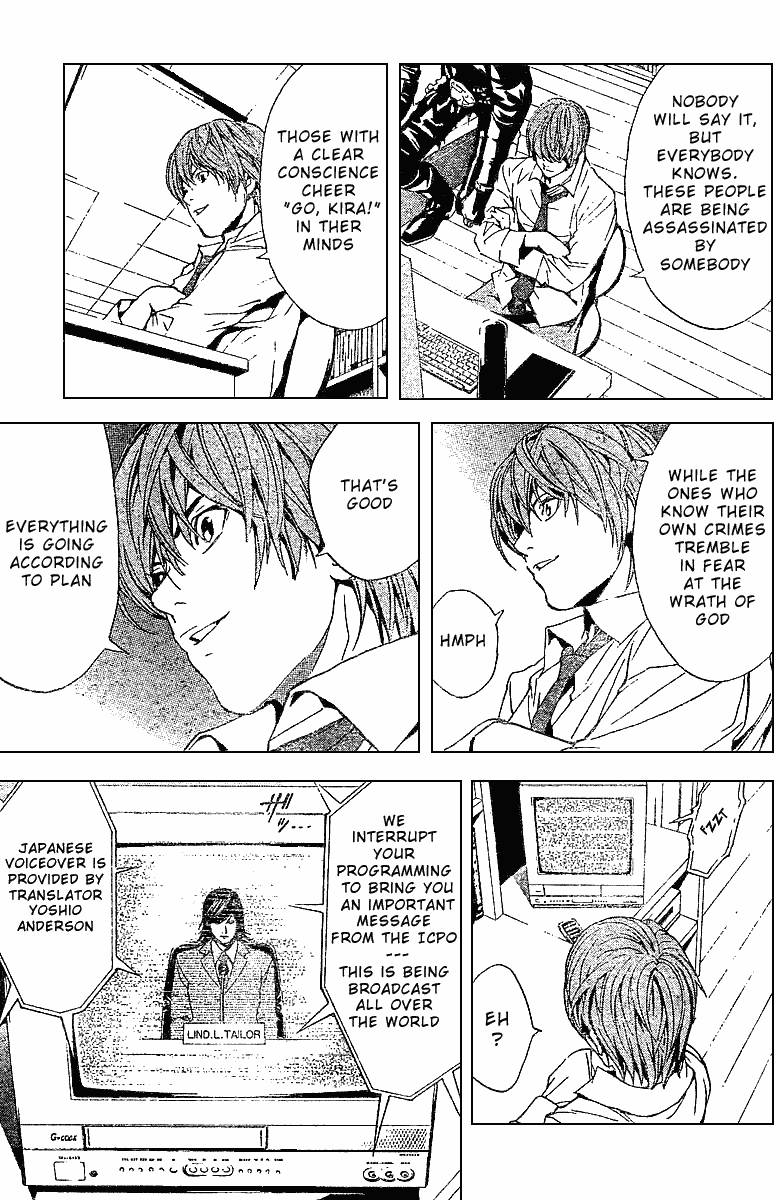 NOBODY
WILL SAY IT,
BUT
EVERYBODY
KNOWS.
THESE PEOPLE
ARE BEING
ASSASSINATED
BY
SOMEBODY
THOSE WITH
A CLEAR
CONSCIENCE
CHEER
"GO, KIRA!"
IN THER
MINDS
WHILE THE
ONES WHO
KNOW THEIR
OWN CRIMES
TREMBLE
IN FEAR
AT THE
WRATH OF
GOD
HMPH
THAT'S
GOOD
EVERYTHING
IS GOING
ACCORDING
TO PLAN
FZZT
EH
?
ザザ
ッ...
WE
INTERRUPT
YOUR
PROGRAMMING
TO BRING YOU
AN IMPORTANT
MESSAGE
FROM THE ICPO
---
THIS IS BEING
BROADCAST
ALL OVER
THE WORLD
JAPANESE
VOICEOVER IS
PROVIDED BY
TRANSLATOR
YOSHIO
ANDERSON
LIND.L.TAILOR
G-CODE